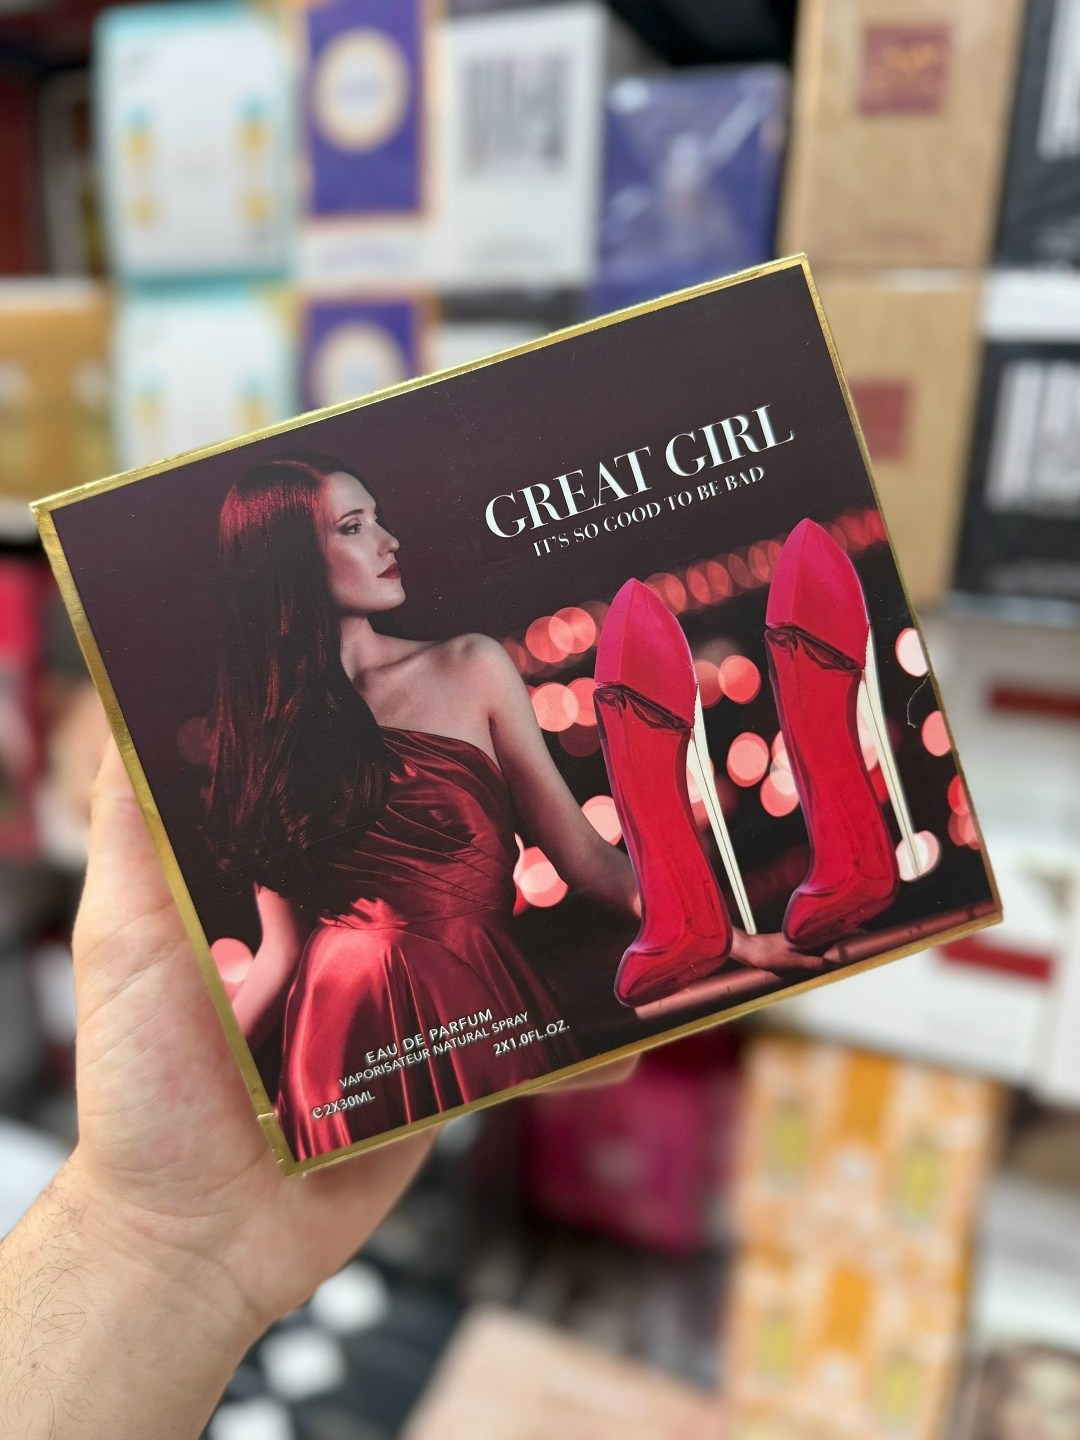 GREAT GIRL
IT'S SO GOOD TO BE BAD
EAU DE PARFUM
VAPORISATEUR NATURAL SPRAY
℮2X30ML 2X1.0FL.OZ.